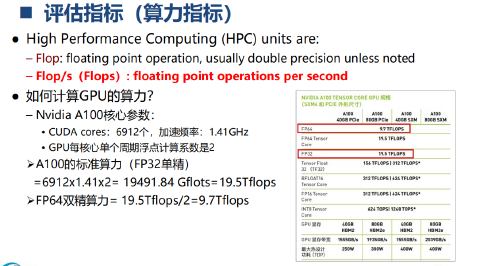 ■ 评估指标（算力指标）
• High Performance Computing (HPC) units are:
– Flop: floating point operation, usually double precision unless noted
– Flop/s (Flops) : floating point operations per second
• 如何计算GPU的算力?
– Nvidia A100核心参数:
• CUDA cores: 6912个，加速频率: 1.41GHz
• GPU每核心单个周期浮点计算系数是2
➢A100的标准算力（FP32单精）
=6912x1.41x2= 19491.84 Gflots=19.5Tflops
➢FP64双精算力= 19.5Tflops/2=9.7Tflops
NVIDIA A100 TENSOR CORE GPU 规格
(SXM4 和 PCIE 外形尺寸)
A100 40GB PCIe A100 80GB PCIe A100 40GB SXM A100 80GB SXM
FP64 9.7 TFLOPS
FP64 Tensor Core 19.5 TFLOPS
FP32 19.5 TFLOPS
Tensor Float 32 (TF32) 156 TFLOPS | 312 TFLOPS*
BFLOAT16 Tensor Core 312 TFLOPS | 624 TFLOPS*
FP16 Tensor Core 312 TFLOPS | 624 TFLOPS*
INT8 Tensor Core 624 TOPS | 1248 TOPS*
GPU 显存 40GB HBM2 80GB HBM2e 40GB HBM2 80GB HBM2e
GPU 显存带宽 1555GB/s 1935GB/s 1555GB/s 2039GB/s
最大热设计功耗 (TDP) 250W 300W 400W 400W